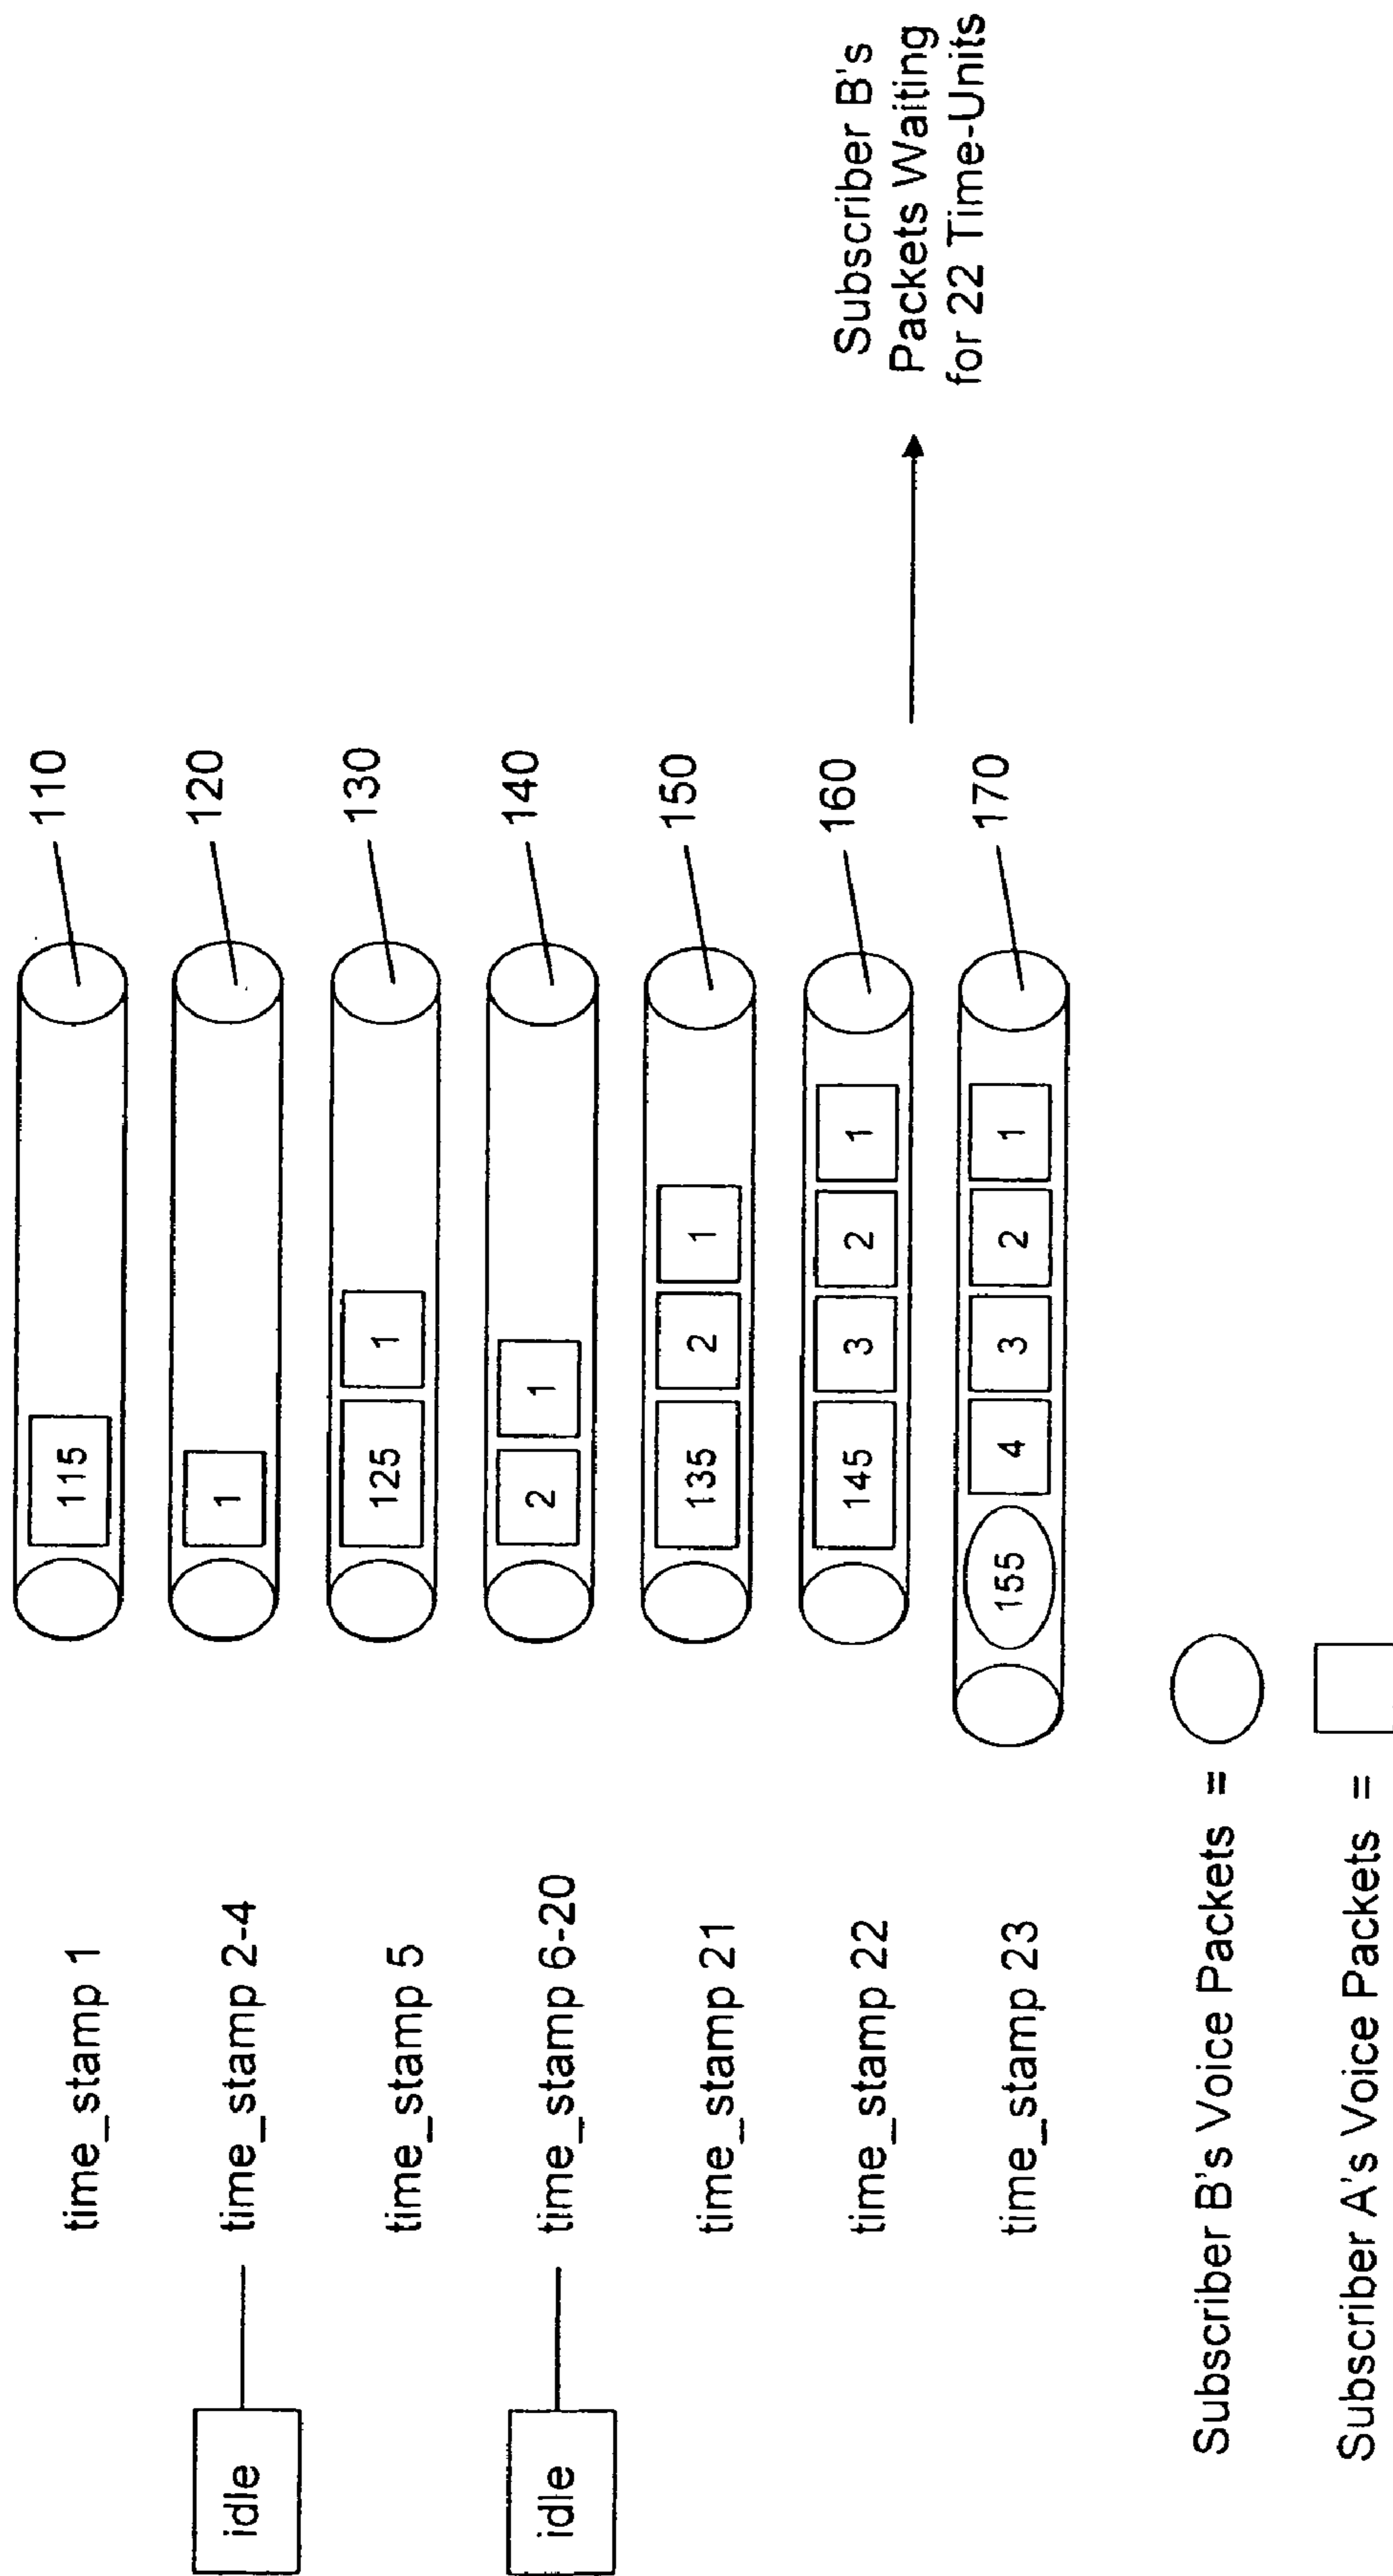 time_stamp 1
115
110
idle
time_stamp 2-4
1
120
time_stamp 5
125
1
130
idle
time_stamp 6-20
2
1
140
time_stamp 21
135
2
1
150
time_stamp 22
145
3
2
1
160
time_stamp 23
155
4
3
2
1
170
Subscriber B's
Packets Waiting
for 22 Time-Units
Subscriber B's Voice Packets =
Subscriber A's Voice Packets =